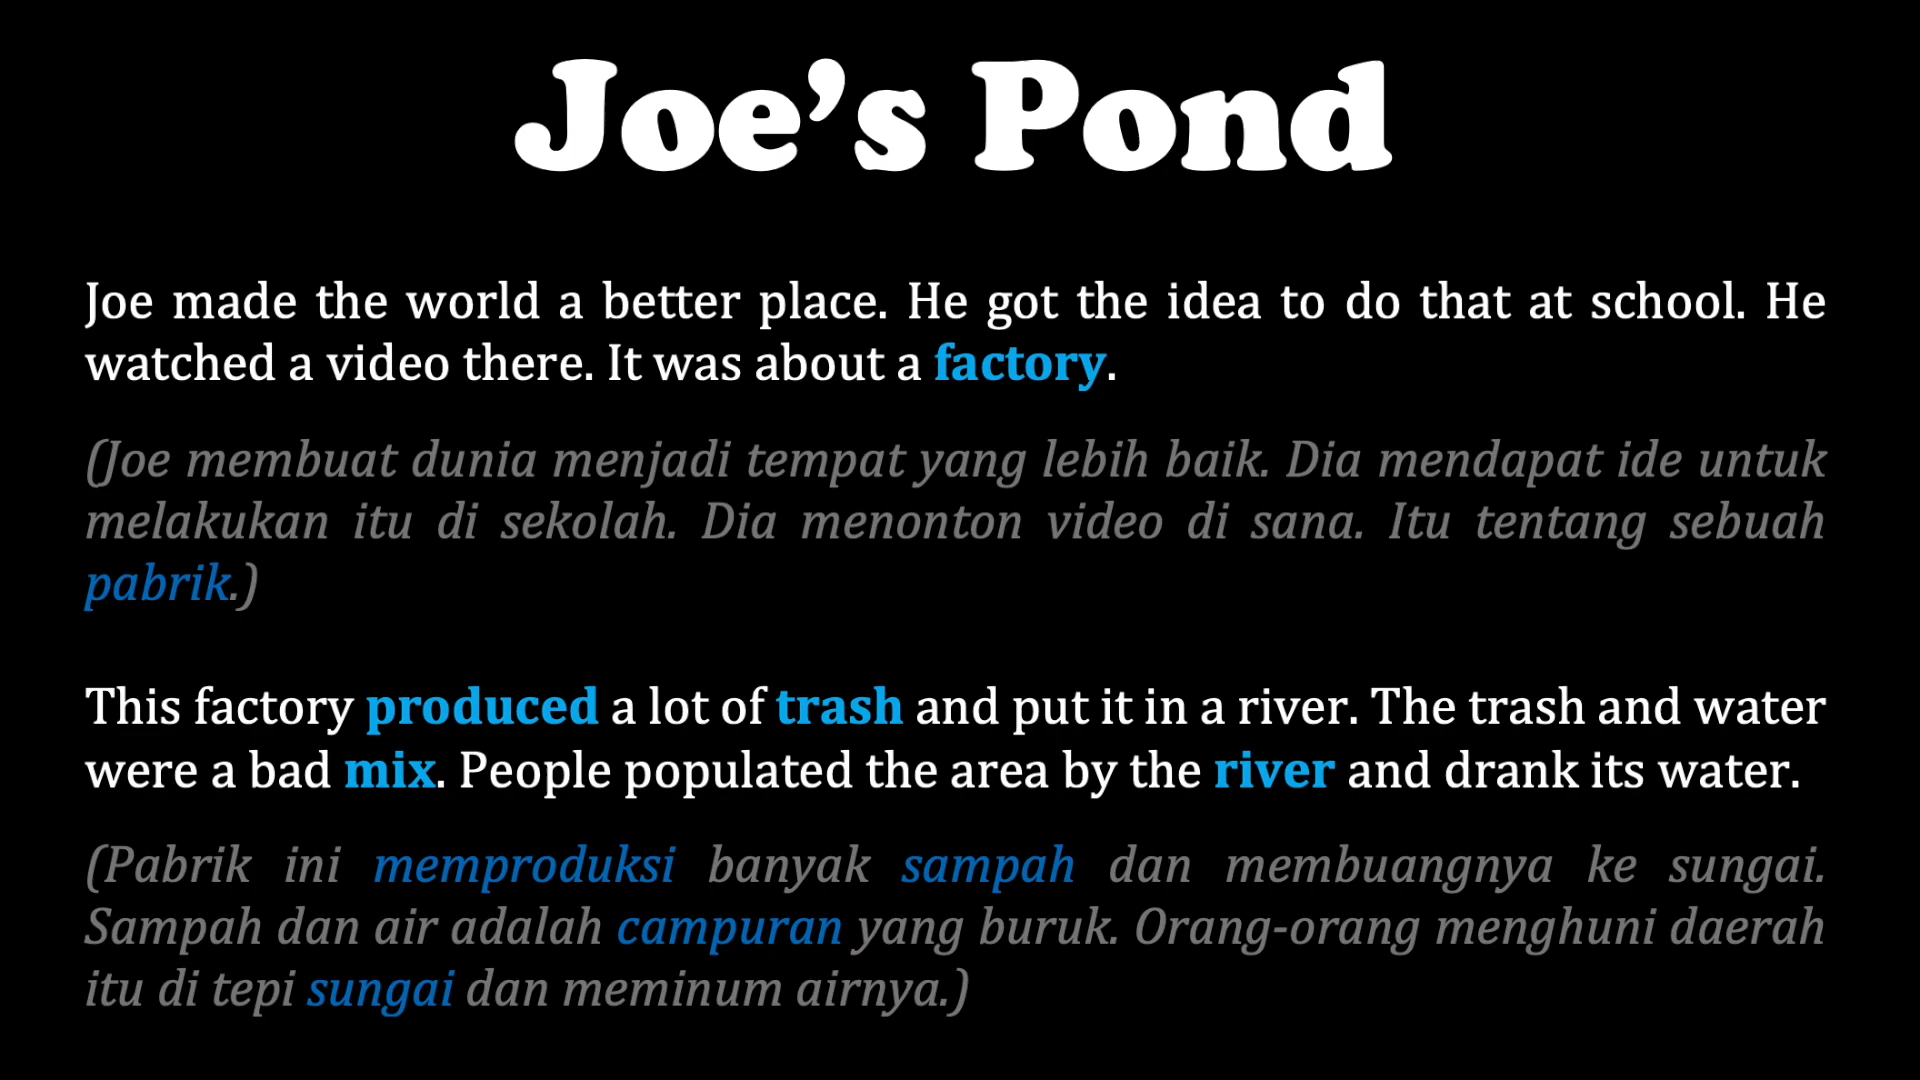 Joe’s Pond
Joe made the world a better place. He got the idea to do that at school. He
watched a video there. It was about a factory.
(Joe membuat dunia menjadi tempat yang lebih baik. Dia mendapat ide untuk
melakukan itu di sekolah. Dia menonton video di sana. Itu tentang sebuah
pabrik.)
This factory produced a lot of trash and put it in a river. The trash and water
were a bad mix. People populated the area by the river and drank its water.
(Pabrik ini memproduksi banyak sampah dan membuangnya ke sungai.
Sampah dan air adalah campuran yang buruk. Orang-orang menghuni daerah
itu di tepi sungai dan meminum airnya.)